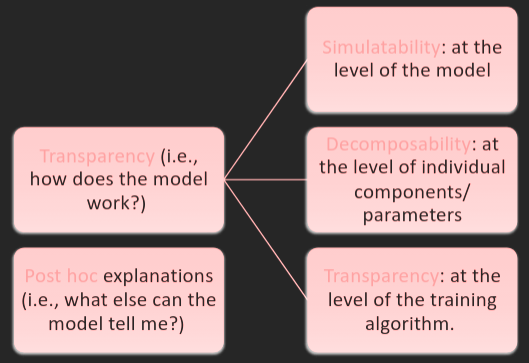 Transparency (i.e.,
how does the model
work?)
Post hoc explanations
(i.e., what else can the
model tell me?)
Simulatability: at the
level of the model
Decomposability: at
the level of individual
components/
parameters
Transparency: at the
level of the training
algorithm.